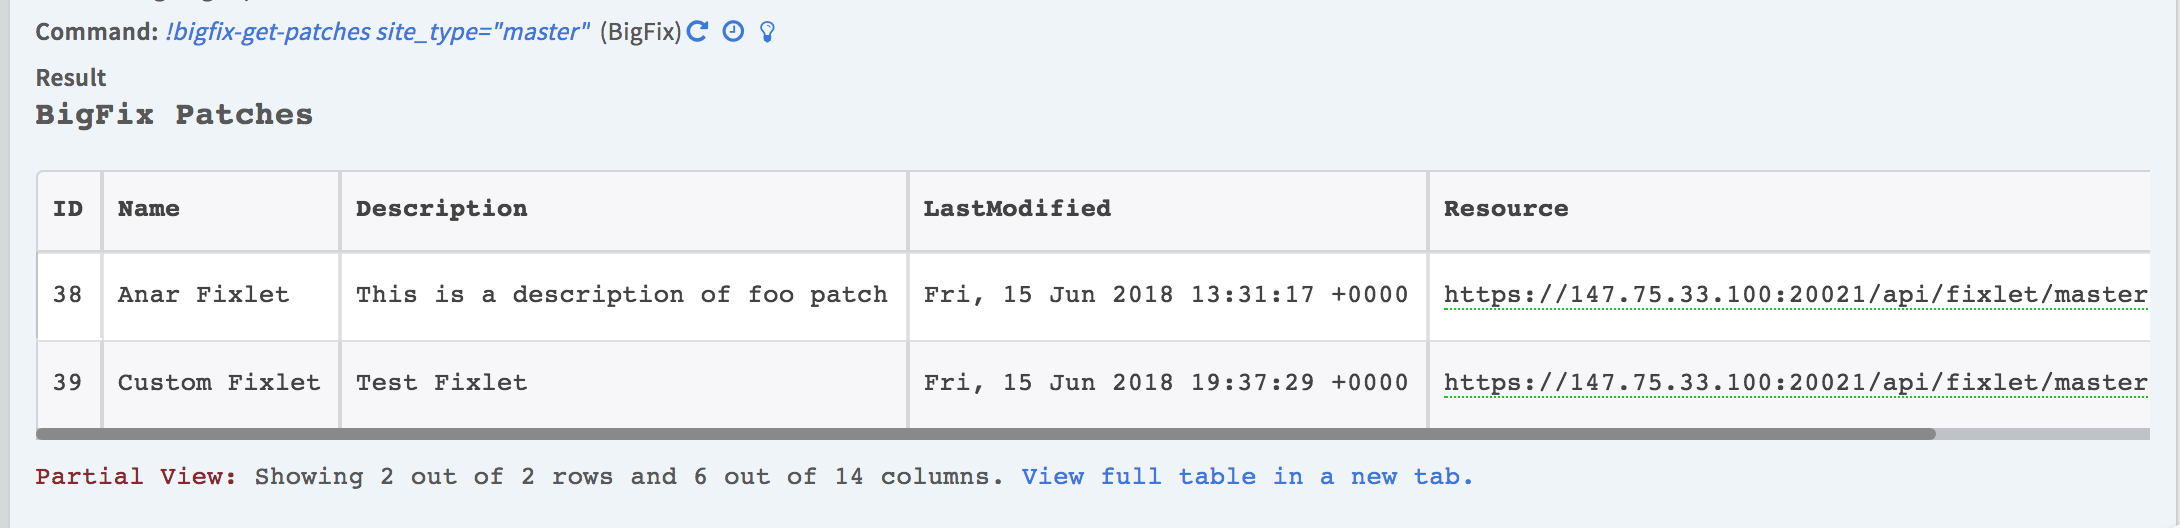 Command: !bigfix-get-patches site_type="master" (BigFix)
Result
BigFix Patches
ID Name Description LastModified Resource
38 Anar Fixlet This is a description of foo patch Fri, 15 Jun 2018 13:31:17 +0000 https://147.75.33.100:20021/api/fixlet/master
39 Custom Fixlet Test Fixlet Fri, 15 Jun 2018 19:37:29 +0000 https://147.75.33.100:20021/api/fixlet/master
Partial View: Showing 2 out of 2 rows and 6 out of 14 columns. View full table in a new tab.